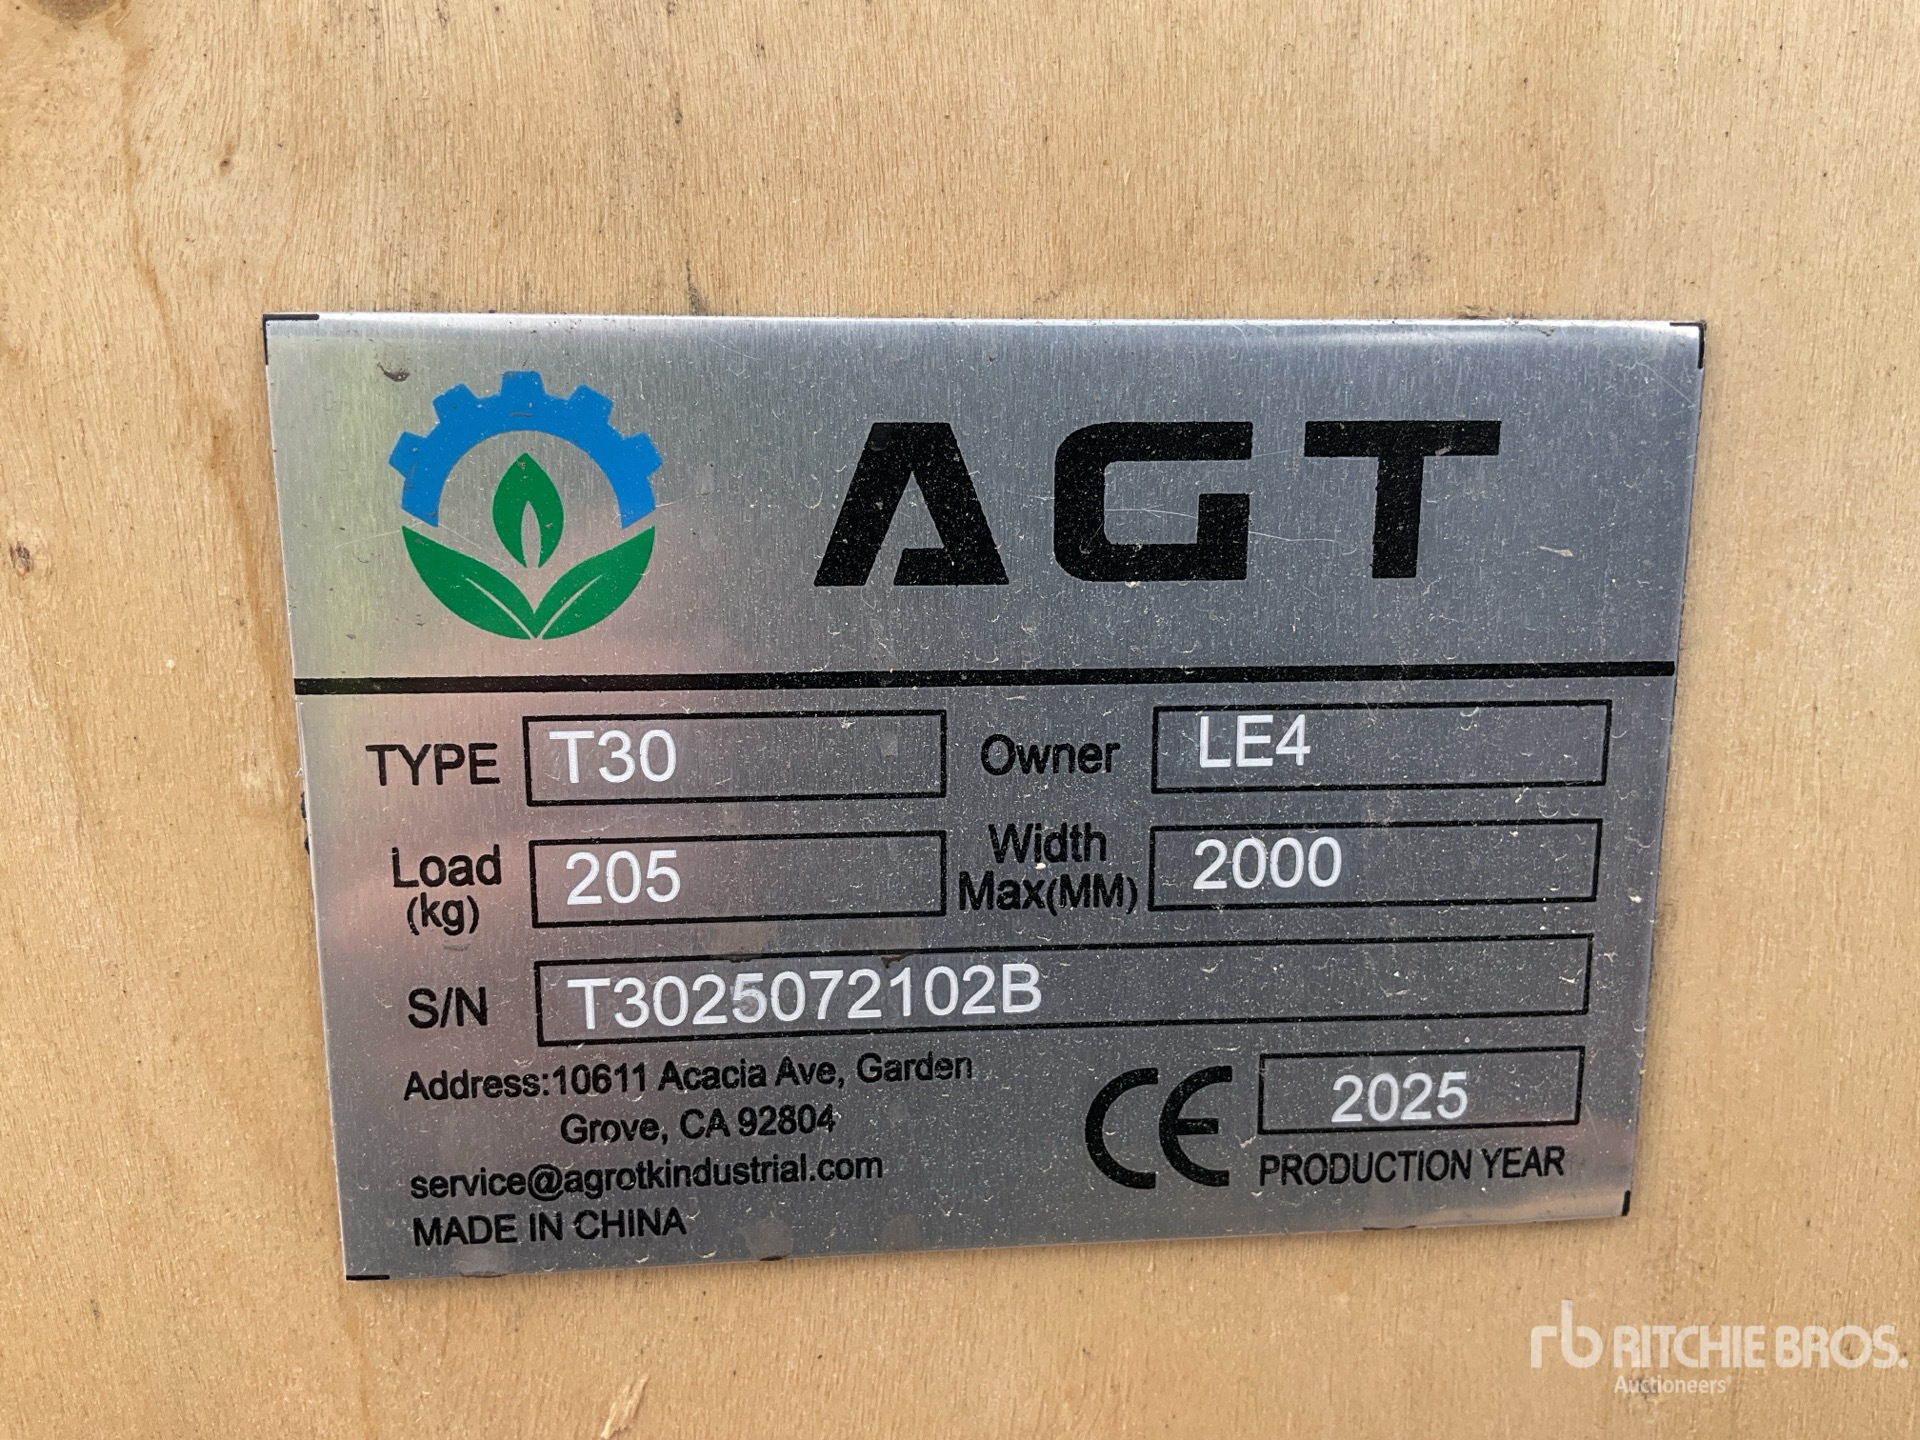 AGT
TYPE T30 Owner LE4
Load (kg) 205 Width Max(MM) 2000
S/N T3025072102B
Address:10611 Acacia Ave, Garden
Grove, CA 92804
service@agrotkindustrial.com
MADE IN CHINA
CE 2025
PRODUCTION YEAR
rb RITCHIE BROS.
Auctioneers